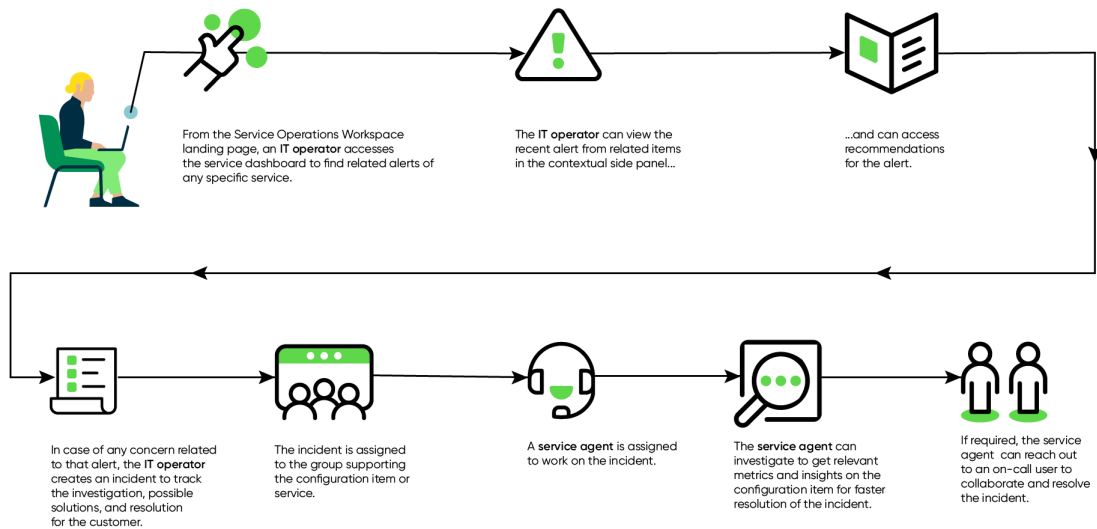 From the Service Operations Workspace
landing page, an IT operator accesses
the service dashboard to find related alerts of
any specific service.
The IT operator can view the
recent alert from related items
in the contextual side panel...
...and can access
recommendations
for the alert.
In case of any concern related
to that alert, the IT operator
creates an incident to track
the investigation, possible
solutions, and resolution
for the customer.
The incident is assigned
to the group supporting
the configuration item or
service.
A service agent is assigned
to work on the incident.
The service agent can
investigate to get relevant
metrics and insights on the
configuration item for faster
resolution of the incident.
If required, the service
agent can reach out
to an on-call user to
collaborate and resolve
the incident.